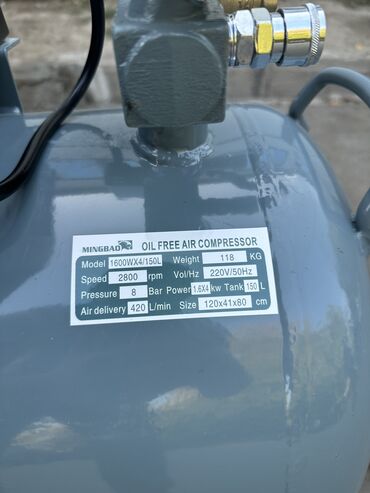 MINGBAO OIL FREE AIR COMPRESSOR
Model 1600WX4/150L Weight 118 KG
Speed 2800 rpm Vol/Hz 220V/50Hz
Pressure 8 Bar Power 1.6X4 kw Tank 150 L
Air delivery 420 L/min Size 120x41x80 cm